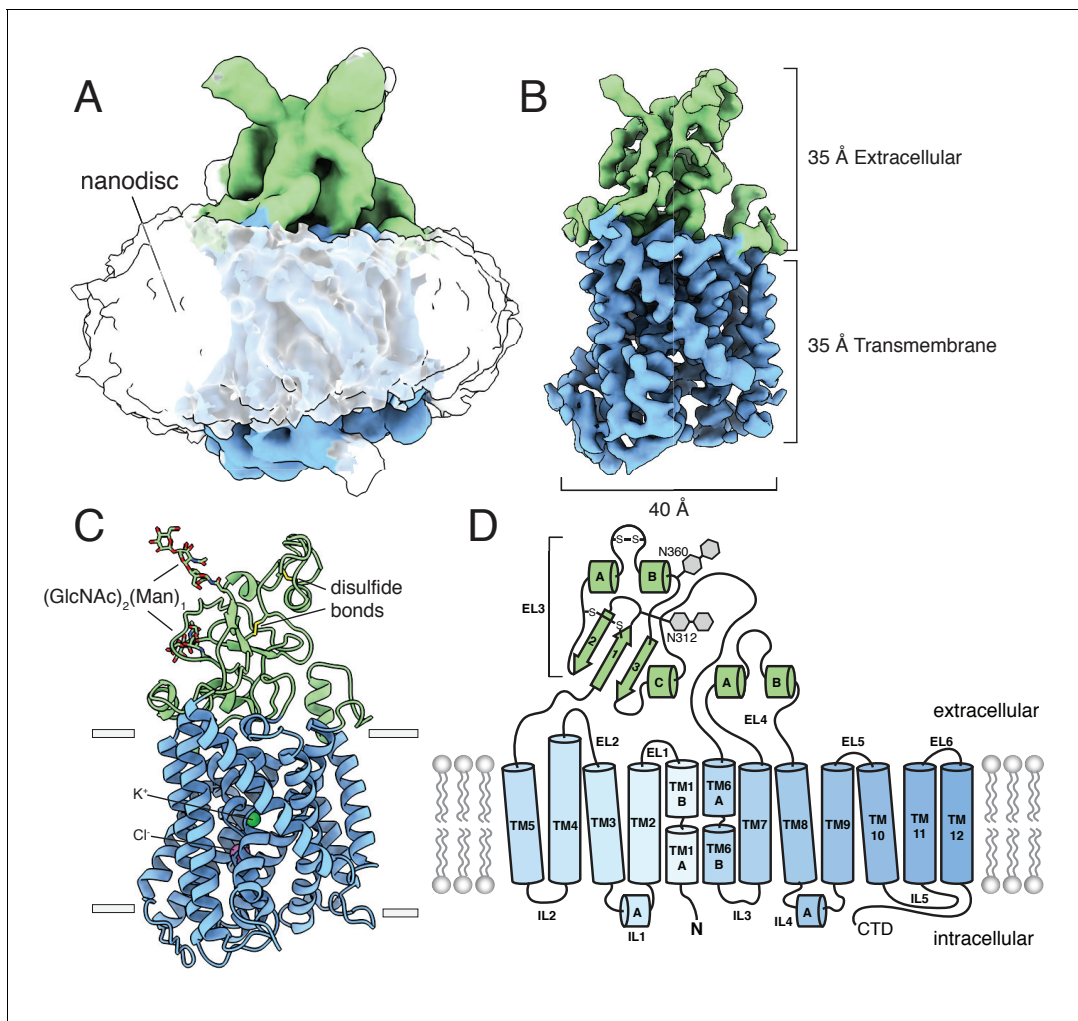 A
nanodisc
B
35 Å Extracellular
35 Å Transmembrane
40 Å
C
(GlcNAc)2(Man)1
disulfide
bonds
K+
Cl-
D
S-S
N360
A
B
EL3
S
S
N312
2
1
3
C
A
B
EL4
extracellular
EL2
EL1
EL5
EL6
TM5
TM4
TM3
TM2
TM1
B
TM1
A
TM6
A
TM6
B
TM7
TM8
TM9
TM
10
TM
11
TM
12
IL2
A
IL1
N
IL3
IL4
A
IL5
CTD
intracellular